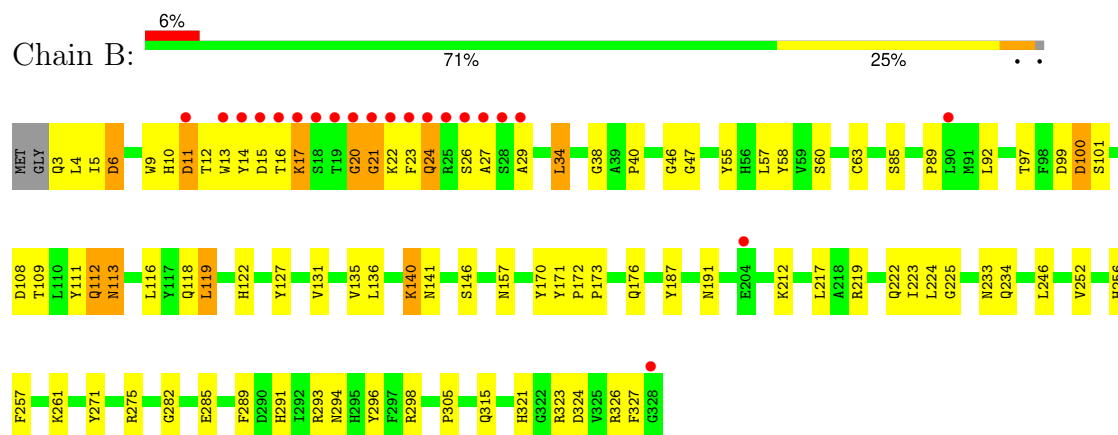 6%
Chain B:
71% 25% • •
MET GLY Q3 L4 I5 D6 W9 H10 D11 T12 W13 Y14 D15 T16 K17 S18 T19 G20 G21 K22 F23 Q24 R25 S26 A27 S28 A29 L34 G38 A39 P40 G46 G47 Y55 H56 L57 Y58 V59 S60 C63 S85 P89 L90 M91 L92 T97 F98 D99 D100 S101
D108 T109 L110 Y111 Q112 N113 L116 Y117 Q118 L119 H122 Y127 V131 V135 L136 K140 N141 S146 N157 Y170 Y171 P172 P173 Q176 Y187 N191 E204 K212 L217 A218 R219 Q222 I223 L224 G225 N233 Q234 L246 V252 H256
F257 K261 Y271 R275 G282 E285 F289 D290 H291 I292 R293 N294 H295 Y296 F297 R298 P305 Q315 H321 G322 R323 D324 V325 R326 F327 G328